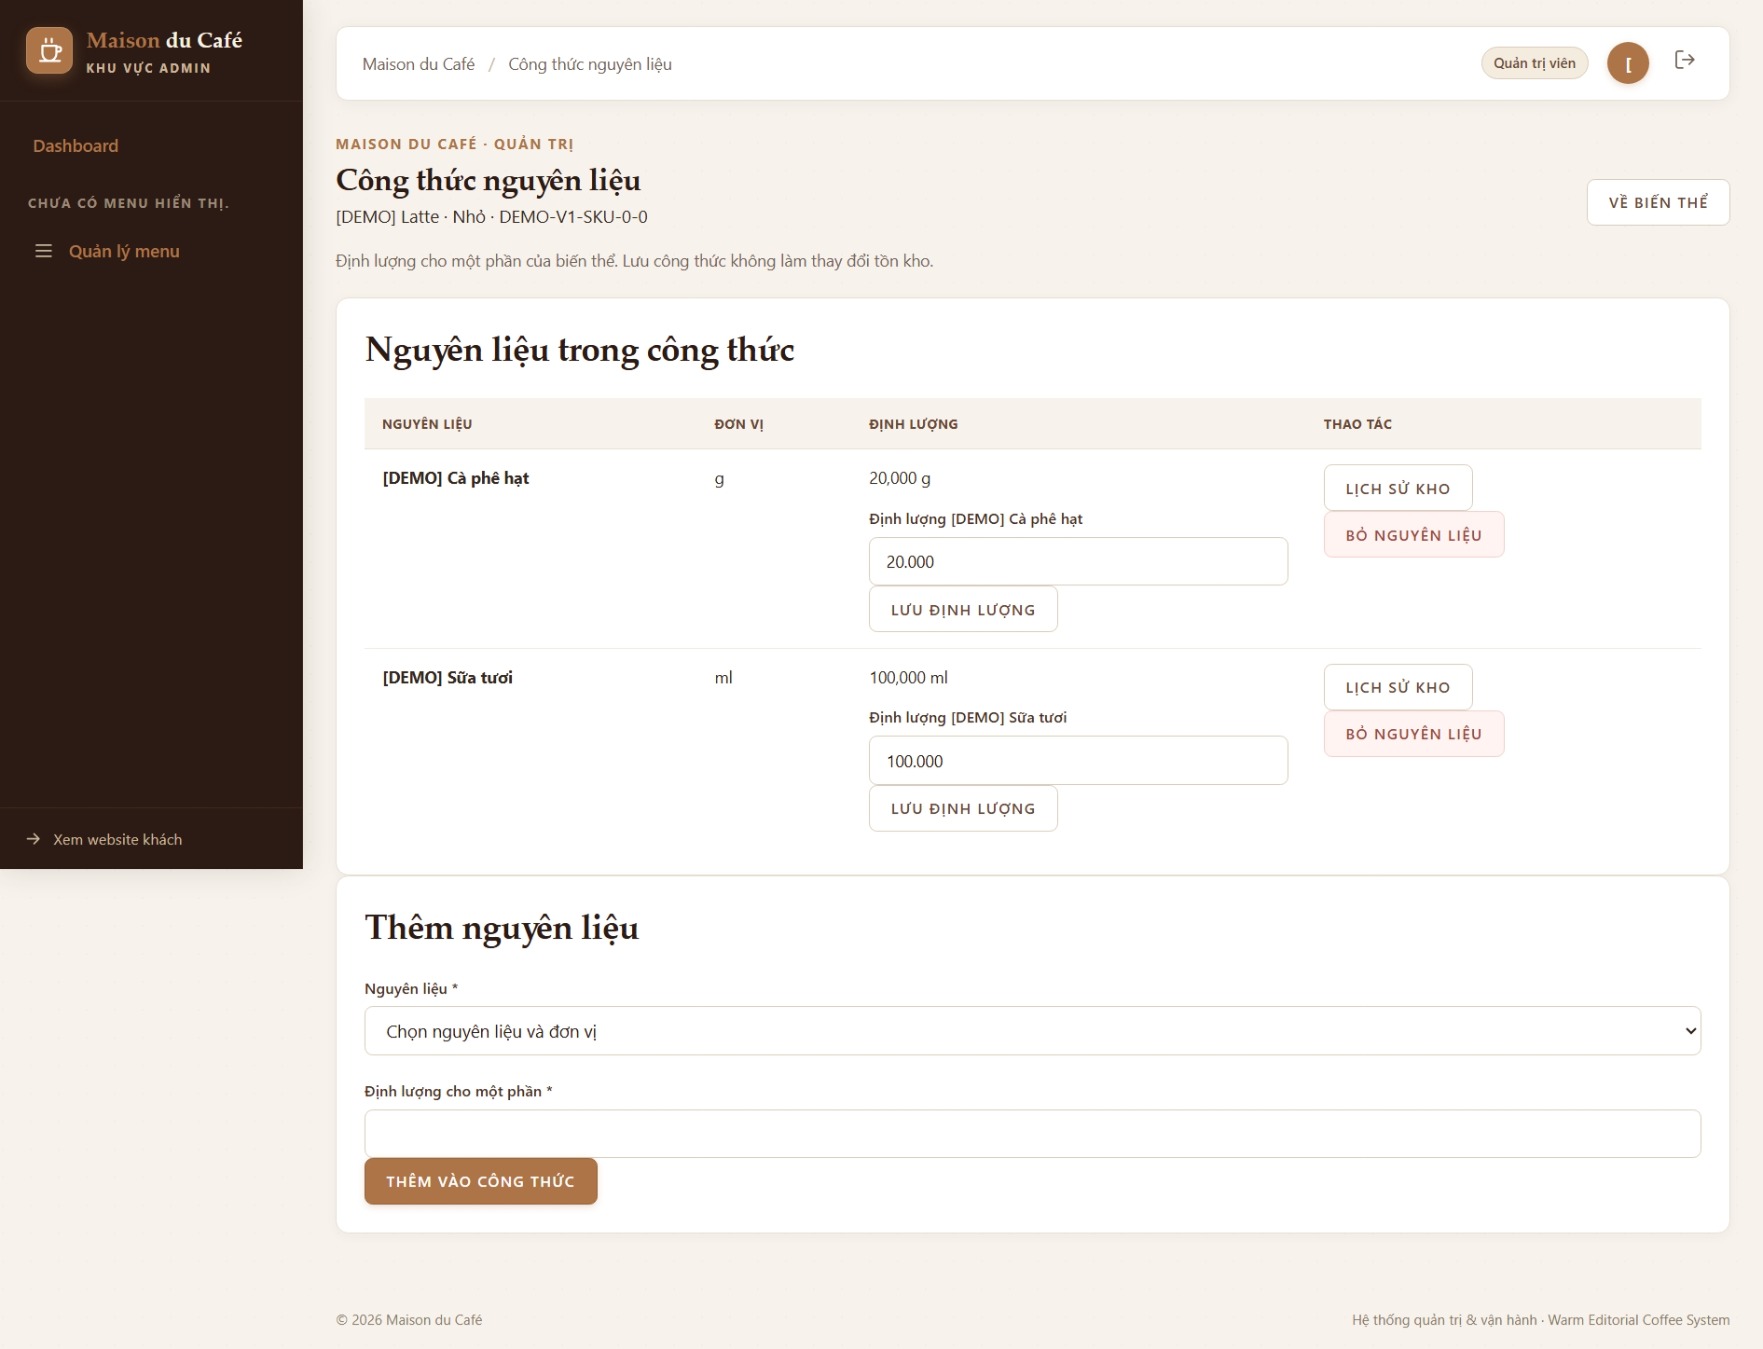 Maison du Café
KHU VỰC ADMIN
Dashboard
CHƯA CÓ MENU HIỂN THỊ.
Quản lý menu
Xem website khách
Maison du Café / Công thức nguyên liệu
Quản trị viên
[
MAISON DU CAFÉ · QUẢN TRỊ
Công thức nguyên liệu
[DEMO] Latte · Nhỏ · DEMO-V1-SKU-0-0
VỀ BIẾN THỂ
Định lượng cho một phần của biến thể. Lưu công thức không làm thay đổi tồn kho.
Nguyên liệu trong công thức
NGUYÊN LIỆU ĐƠN VỊ ĐỊNH LƯỢNG THAO TÁC
[DEMO] Cà phê hạt g 20,000 g
LỊCH SỬ KHO
Định lượng [DEMO] Cà phê hạt
BỎ NGUYÊN LIỆU
20.000
LƯU ĐỊNH LƯỢNG
[DEMO] Sữa tươi ml 100,000 ml
LỊCH SỬ KHO
Định lượng [DEMO] Sữa tươi
BỎ NGUYÊN LIỆU
100.000
LƯU ĐỊNH LƯỢNG
Thêm nguyên liệu
Nguyên liệu *
Chọn nguyên liệu và đơn vị
Định lượng cho một phần *
THÊM VÀO CÔNG THỨC
© 2026 Maison du Café
Hệ thống quản trị & vận hành · Warm Editorial Coffee System